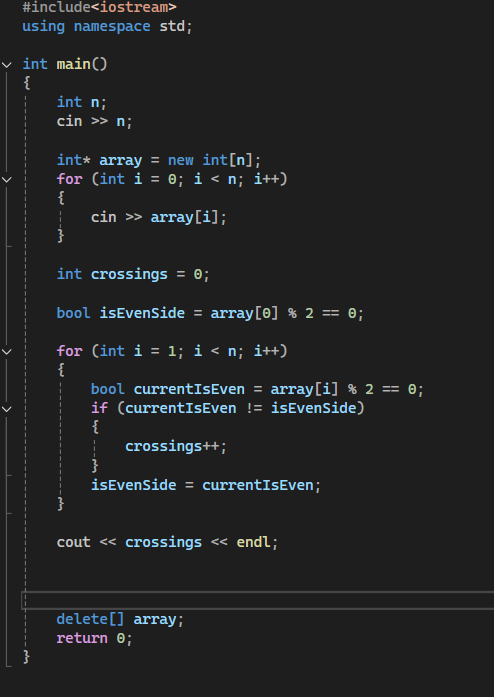 #include<iostream>
using namespace std;
int main()
{
int n;
cin >> n;
int* array = new int[n];
for (int i = 0; i < n; i++)
{
cin >> array[i];
}
int crossings = 0;
bool isEvenSide = array[0] % 2 == 0;
for (int i = 1; i < n; i++)
{
bool currentIsEven = array[i] % 2 == 0;
if (currentIsEven != isEvenSide)
{
crossings++;
}
isEvenSide = currentIsEven;
}
cout << crossings << endl;
delete[] array;
return 0;
}